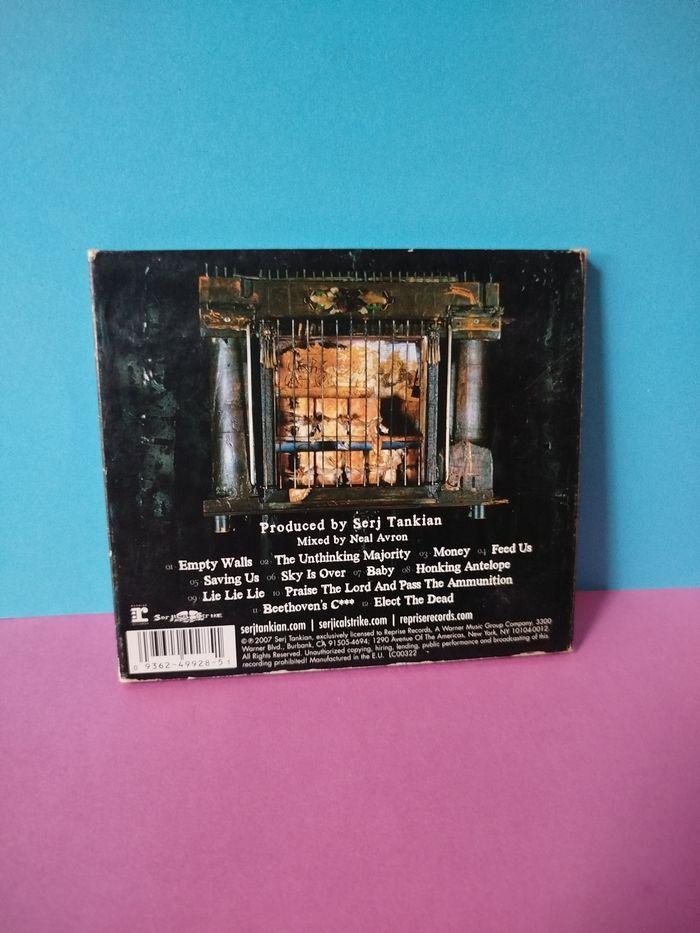 Produced by Serj Tankian
Mixed by Neal Avron
01 Empty Walls 02 The Unthinking Majority 03 Money 04 Feed Us
05 Saving Us 06 Sky Is Over 07 Baby 08 Honking Antelope
09 Lie Lie Lie 10 Praise The Lord And Pass The Ammunition
11 Beethoven's C*** 12 Elect The Dead
serjtankian.com | serjicalstrike.com | repriserecords.com
©℗ 2007 Serj Tankian, exclusively licensed to Reprise Records, A Warner Music Group Company. 3300
Warner Blvd., Burbank, CA 91505-4694; 1290 Avenue Of The Americas, New York, NY 10104-0012.
All Rights Reserved. Unauthorized copying, hiring, lending, public performance and broadcasting of this
recording prohibited! Manufactured in the E.U. LC00322
0 9362-49928-5